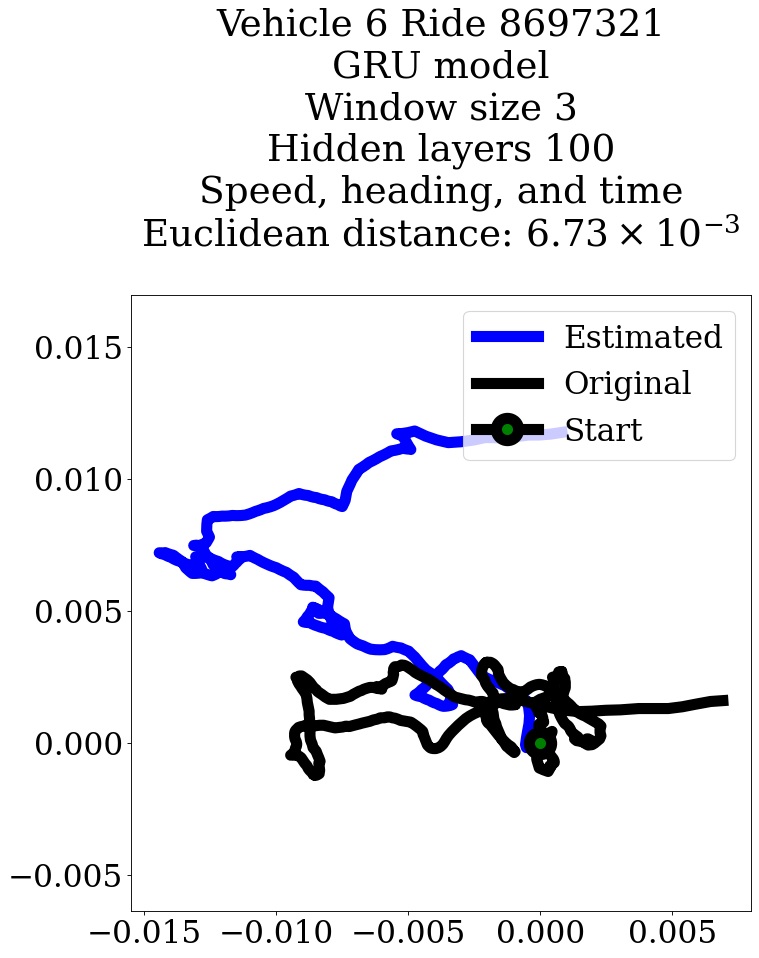 Vehicle 6 Ride 8697321
GRU model
Window size 3
Hidden layers 100
Speed, heading, and time
Euclidean distance: 6.73 × 10⁻³
Estimated
Original
Start
0.015
0.010
0.005
0.000
−0.005
−0.015 −0.010 −0.005 0.000 0.005